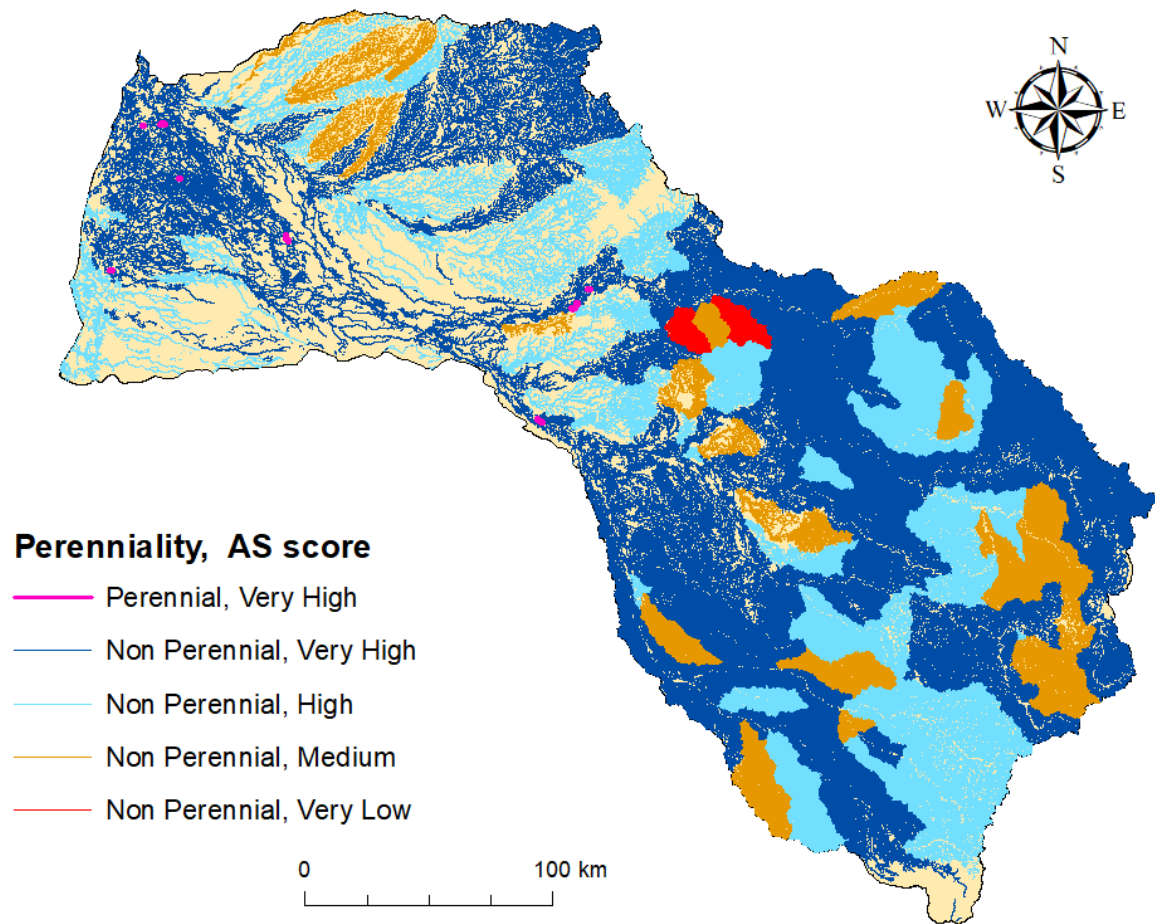 N
W E
S
Perenniality, AS score
Perennial, Very High
Non Perennial, Very High
Non Perennial, High
Non Perennial, Medium
Non Perennial, Very Low
0 100 km